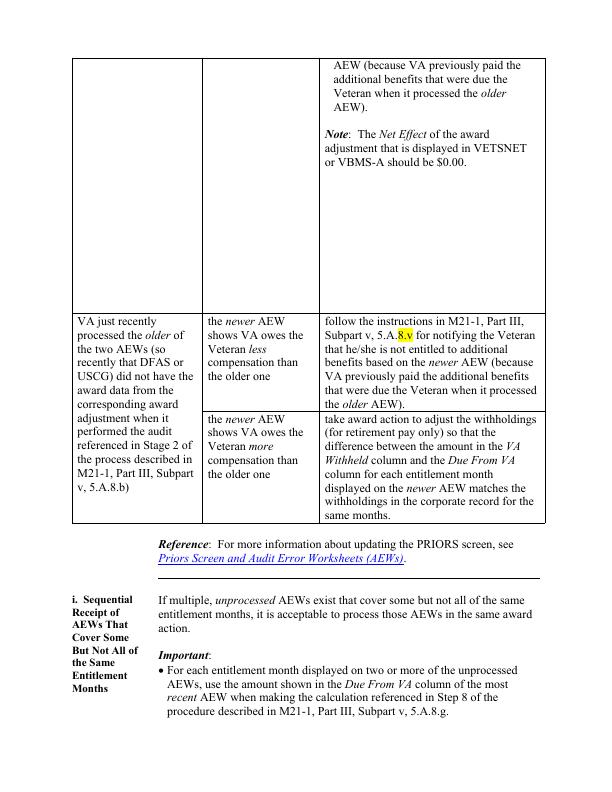 AEW (because VA previously paid the
additional benefits that were due the
Veteran when it processed the older
AEW).
Note:  The Net Effect of the award
adjustment that is displayed in VETSNET
or VBMS-A should be $0.00.
VA just recently
processed the older of
the two AEWs (so
recently that DFAS or
USCG) did not have the
award data from the
corresponding award
adjustment when it
performed the audit
referenced in Stage 2 of
the process described in
M21-1, Part III, Subpart
v, 5.A.8.b)
the newer AEW
shows VA owes the
Veteran less
compensation than
the older one
follow the instructions in M21-1, Part III,
Subpart v, 5.A.8.v for notifying the Veteran
that he/she is not entitled to additional
benefits based on the newer AEW (because
VA previously paid the additional benefits
that were due the Veteran when it processed
the older AEW).
the newer AEW
shows VA owes the
Veteran more
compensation than
the older one
take award action to adjust the withholdings
(for retirement pay only) so that the
difference between the amount in the VA
Withheld column and the Due From VA
column for each entitlement month
displayed on the newer AEW matches the
withholdings in the corporate record for the
same months.
Reference:  For more information about updating the PRIORS screen, see
Priors Screen and Audit Error Worksheets (AEWs).
i.  Sequential
Receipt of
AEWs That
Cover Some
But Not All of
the Same
Entitlement
Months
If multiple, unprocessed AEWs exist that cover some but not all of the same
entitlement months, it is acceptable to process those AEWs in the same award
action.
Important:
• For each entitlement month displayed on two or more of the unprocessed
AEWs, use the amount shown in the Due From VA column of the most
recent AEW when making the calculation referenced in Step 8 of the
procedure described in M21-1, Part III, Subpart v, 5.A.8.g.